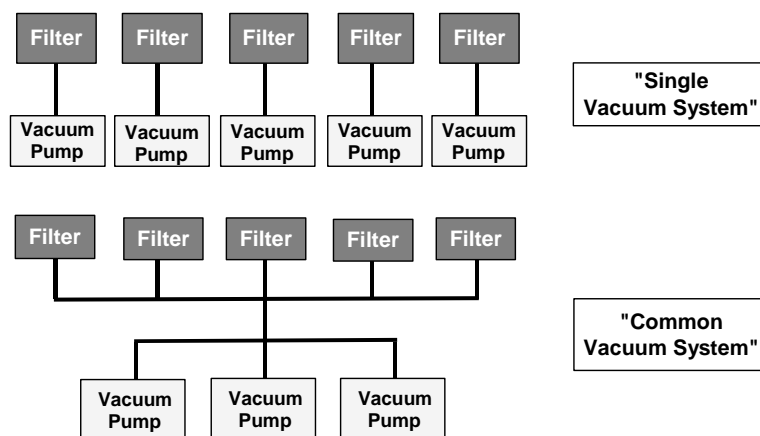 Filter Filter Filter Filter Filter
"Single
Vacuum System"
Vacuum Vacuum Vacuum Vacuum Vacuum
Pump Pump Pump Pump Pump
Filter Filter Filter Filter Filter
"Common
Vacuum System"
Vacuum Vacuum Vacuum
Pump Pump Pump